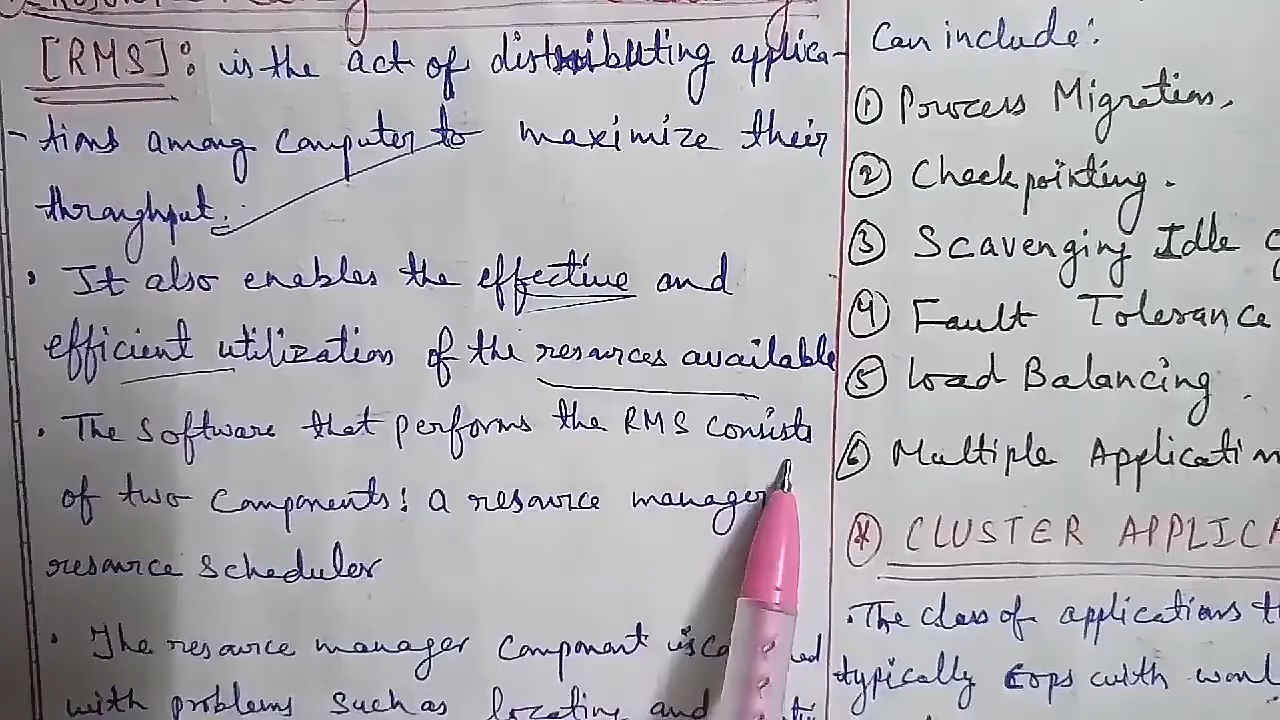 [RMS]: is the act of distributing applica-
-tions among computer to maximize their
throughput.
• It also enables the effective and
efficient utilization of the resources available
• The software that performs the RMS consists
of two components: a resource manager
resource scheduler
• The resource manager component is
with problems such as locating and
Can include:
① Process Migration.
② Checkpointing.
③ Scavenging Idle
④ Fault Tolerance
⑤ Load Balancing.
⑥ Multiple Application
* CLUSTER APPLICA
• The class of applications
typically cops with